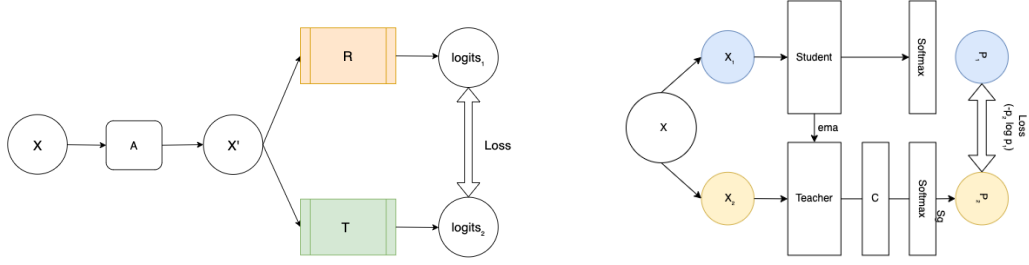 X
A
X'
R
T
logits₁
logits₂
Loss
X
X₁
X₂
Student
ema
Teacher
C
Softmax
Softmax
Sg
P₁
P₂
Loss
(-p₂ log p₁)